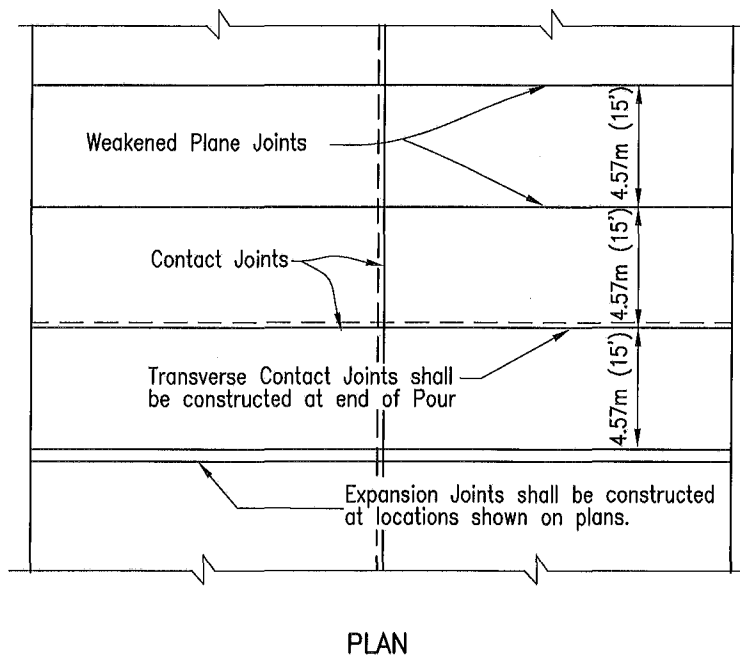 Weakened Plane Joints
4.57m (15')
Contact Joints
4.57m (15')
Transverse Contact Joints shall
be constructed at end of Pour
4.57m (15')
Expansion Joints shall be constructed
at locations shown on plans.
PLAN